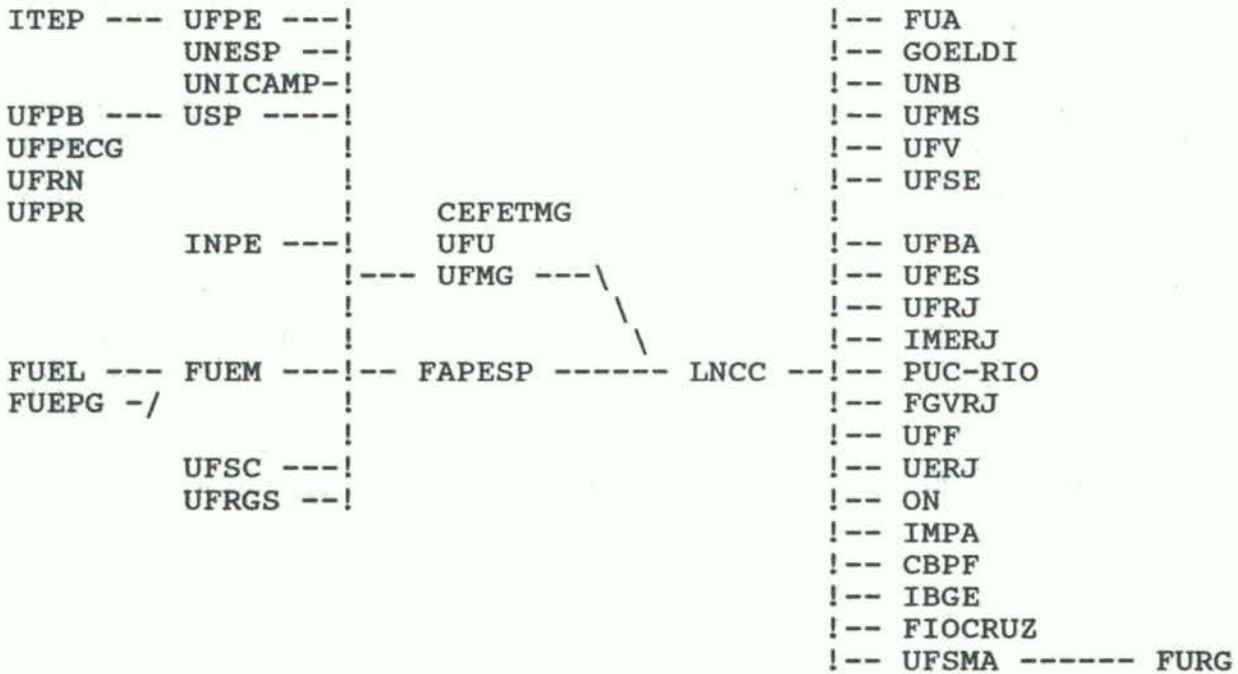 ITEP --- UFPE ---! !-- FUA
UNESP --! !-- GOELDI
UNICAMP-! !-- UNB
UFPB --- USP ----! !-- UFMS
UFPECG ! !-- UFV
UFRN ! !-- UFSE
UFPR ! CEFETMG !
INPE ---! UFU !-- UFBA
!--- UFMG ---\ !-- UFES
! \ !-- UFRJ
! \ !-- IMERJ
FUEL --- FUEM ---!-- FAPESP ------ LNCC --!-- PUC-RIO
FUEPG -/ ! !-- FGVRJ
! !-- UFF
UFSC ---! !-- UERJ
UFRGS --! !-- ON
!-- IMPA
!-- CBPF
!-- IBGE
!-- FIOCRUZ
!-- UFSMA ------ FURG